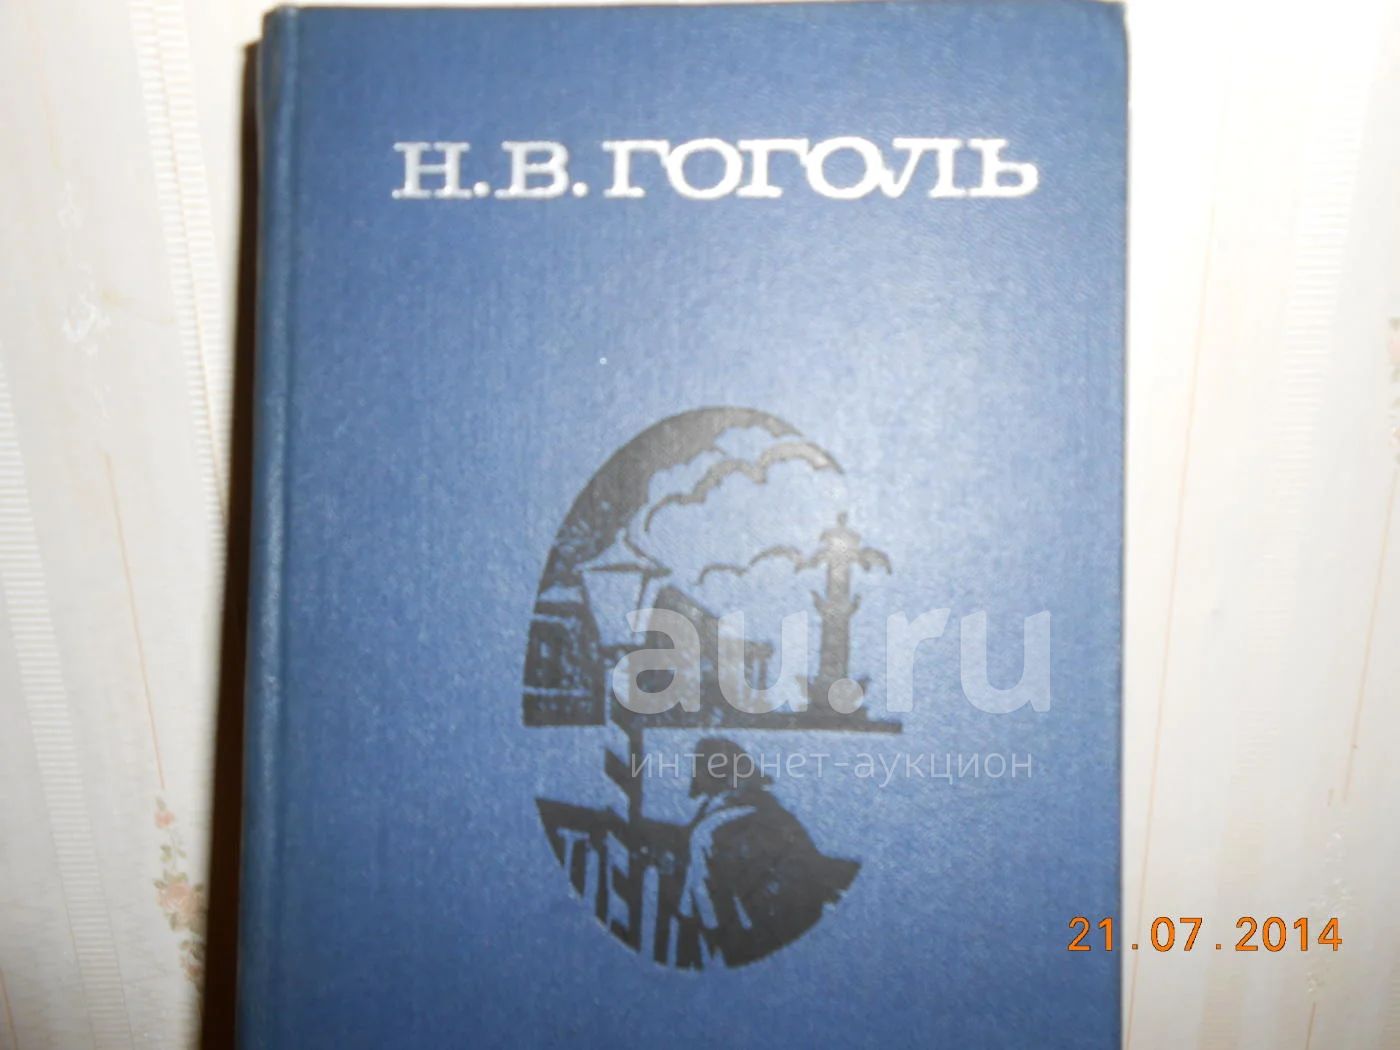 Н.В.ГОГОЛЬ
au.ru
интернет-аукцион
21.07.2014